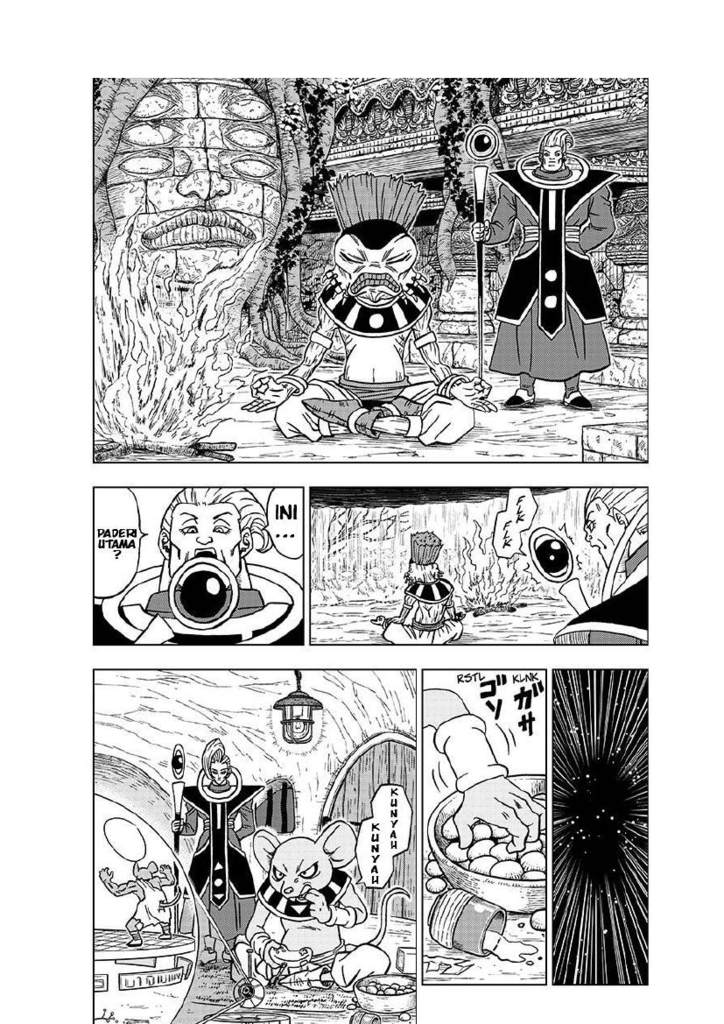 INI
...
PADERI
UTAMA
?
KLNK
ガサ
RSTL
ゴソ
KUNYAH
KUNYAH